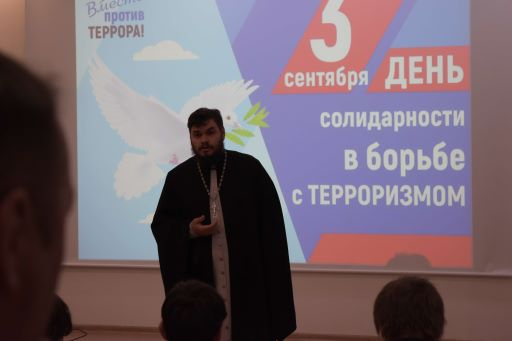 Вместе
против
ТЕРРОРА!
3
сентября
ДЕНЬ
солидарности
в борьбе
с ТЕРРОРИЗМОМ